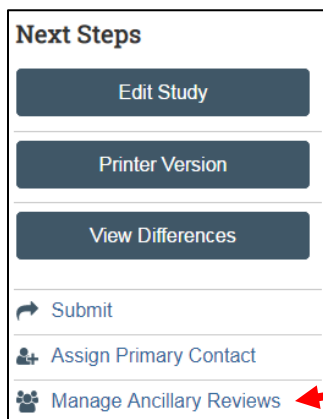 Next Steps
Edit Study
Printer Version
View Differences
Submit
Assign Primary Contact
Manage Ancillary Reviews